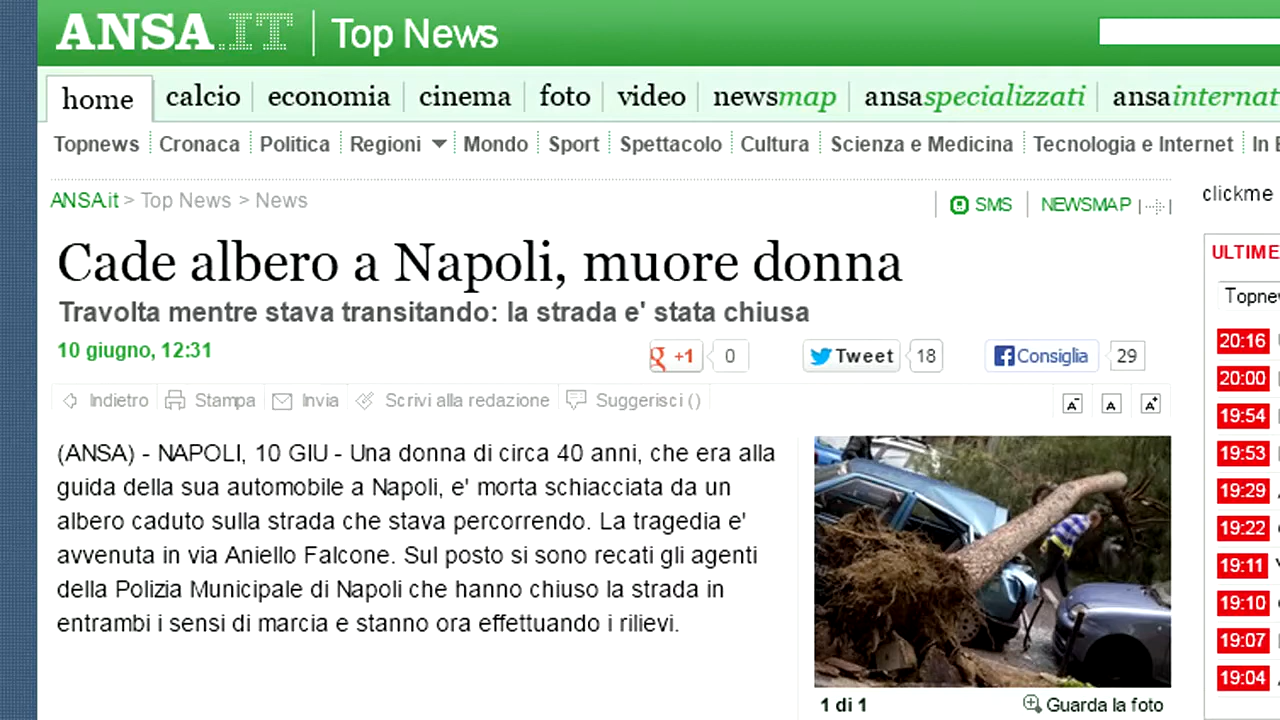 ANSA.IT Top News
home calcio economia cinema foto video newsmap ansaspecializzati ansainternat
Topnews Cronaca Politica Regioni Mondo Sport Spettacolo Cultura Scienza e Medicina Tecnologia e Internet In
ANSA.it > Top News > News
SMS NEWSMAP
clickme
Cade albero a Napoli, muore donna
Travolta mentre stava transitando: la strada e' stata chiusa
10 giugno, 12:31
+1 0 Tweet 18 Consiglia 29
Indietro Stampa Invia Scrivi alla redazione Suggerisci () A- A A+
(ANSA) - NAPOLI, 10 GIU - Una donna di circa 40 anni, che era alla
guida della sua automobile a Napoli, e' morta schiacciata da un
albero caduto sulla strada che stava percorrendo. La tragedia e'
avvenuta in via Aniello Falcone. Sul posto si sono recati gli agenti
della Polizia Municipale di Napoli che hanno chiuso la strada in
entrambi i sensi di marcia e stanno ora effettuando i rilievi.
1 di 1 Guarda la foto
ULTIME
Topne
20:16
20:00
19:54
19:53
19:29
19:22
19:11
19:10
19:07
19:04